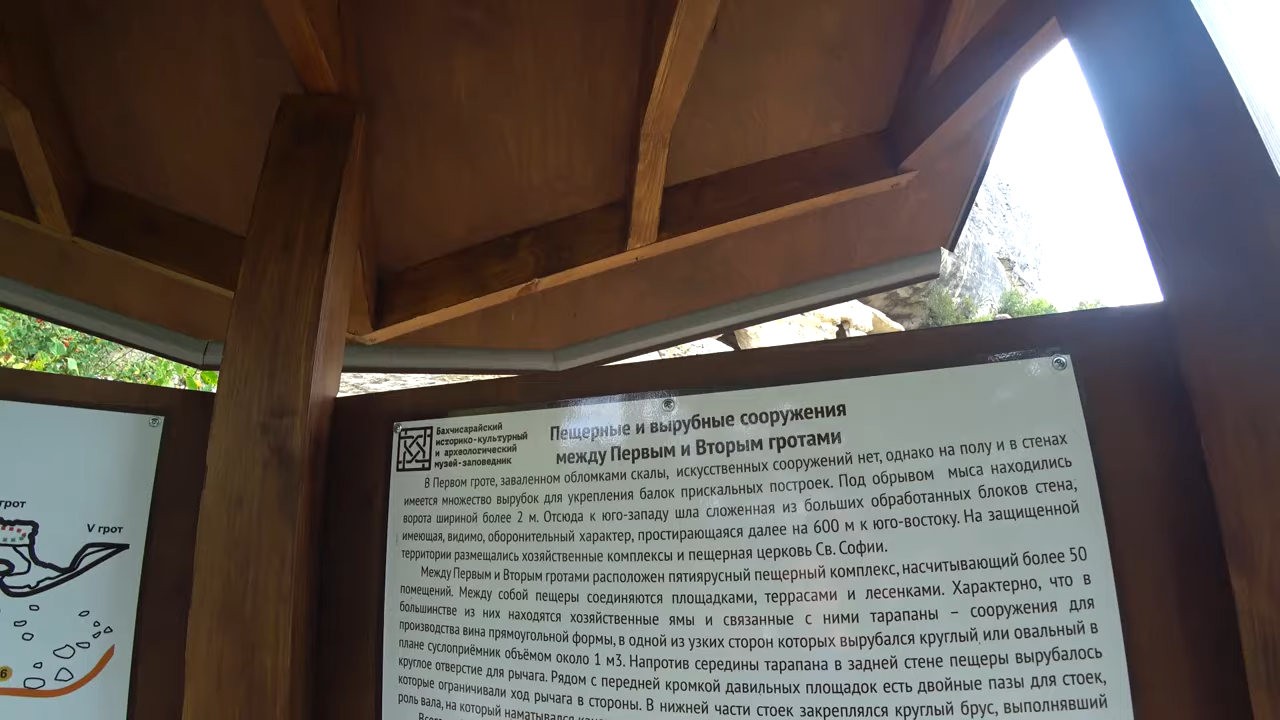 грот
V грот
6
Бахчисарайский
историко-культурный
и археологический
музей-заповедник
Пещерные и вырубные сооружения
между Первым и Вторым гротами
В Первом гроте, заваленном обломками скалы, искусственных сооружений нет, однако на полу и в стенах
имеется множество вырубок для укрепления балок прискальных построек. Под обрывом мыса находились
ворота шириной более 2 м. Отсюда к юго-западу шла сложенная из больших обработанных блоков стена,
имеющая, видимо, оборонительный характер, простирающаяся далее на 600 м к юго-востоку. На защищенной
территории размещались хозяйственные комплексы и пещерная церковь Св. Софии.
Между Первым и Вторым гротами расположен пятиярусный пещерный комплекс, насчитывающий более 50
помещений. Между собой пещеры соединяются площадками, террасами и лесенками. Характерно, что в
большинстве из них находятся хозяйственные ямы и связанные с ними тарапаны – сооружения для
производства вина прямоугольной формы, в одной из узких сторон которых вырубался круглый или овальный в
плане суслоприёмник объёмом около 1 м3. Напротив середины тарапана в задней стене пещеры вырубалось
круглое отверстие для рычага. Рядом с передней кромкой давильных площадок есть двойные пазы для стоек,
которые ограничивали ход рычага в стороны. В нижней части стоек закреплялся круглый брус, выполнявший
роль вала, на который наматывался